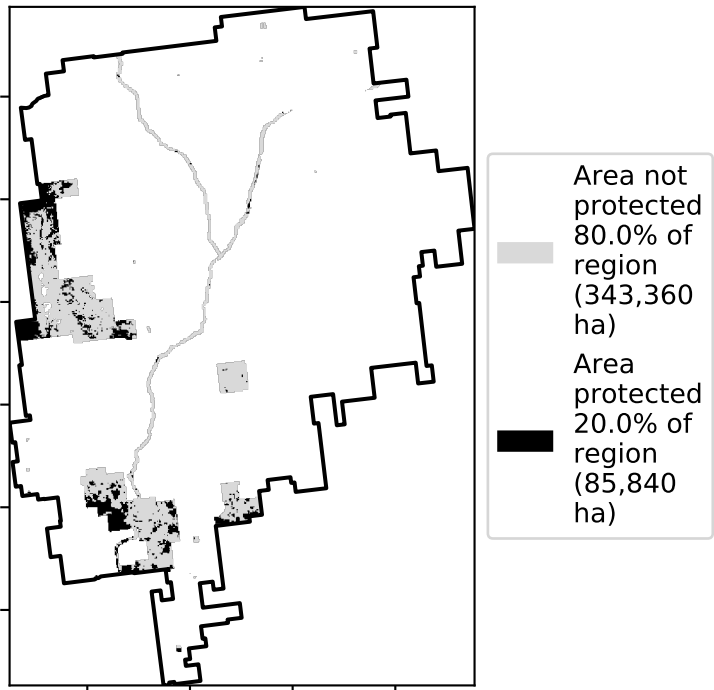 Area not
protected
80.0% of
region
(343,360
ha)
Area
protected
20.0% of
region
(85,840
ha)